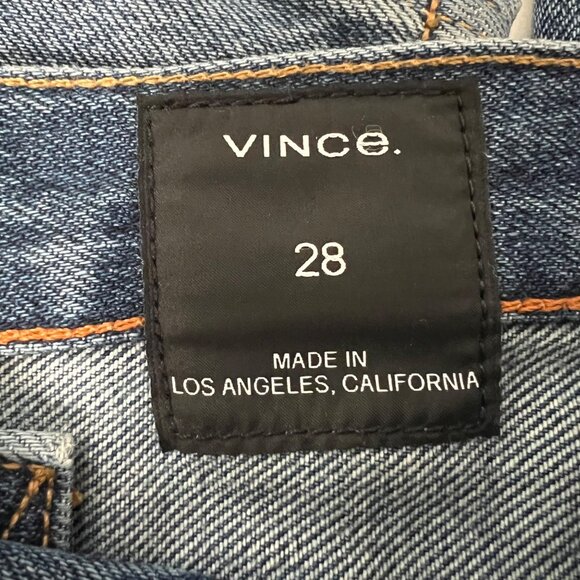 VINCe.
28
MADE IN
LOS ANGELES, CALIFORNIA